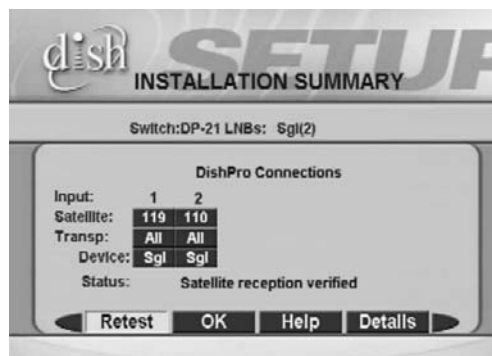 dish
SETUP
INSTALLATION SUMMARY
Switch:DP-21 LNBs: Sgl(2)
DishPro Connections
Input: 1 2
Satellite: 119 110
Transp: All All
Device: Sgl Sgl
Status: Satellite reception verified
Retest OK Help Details